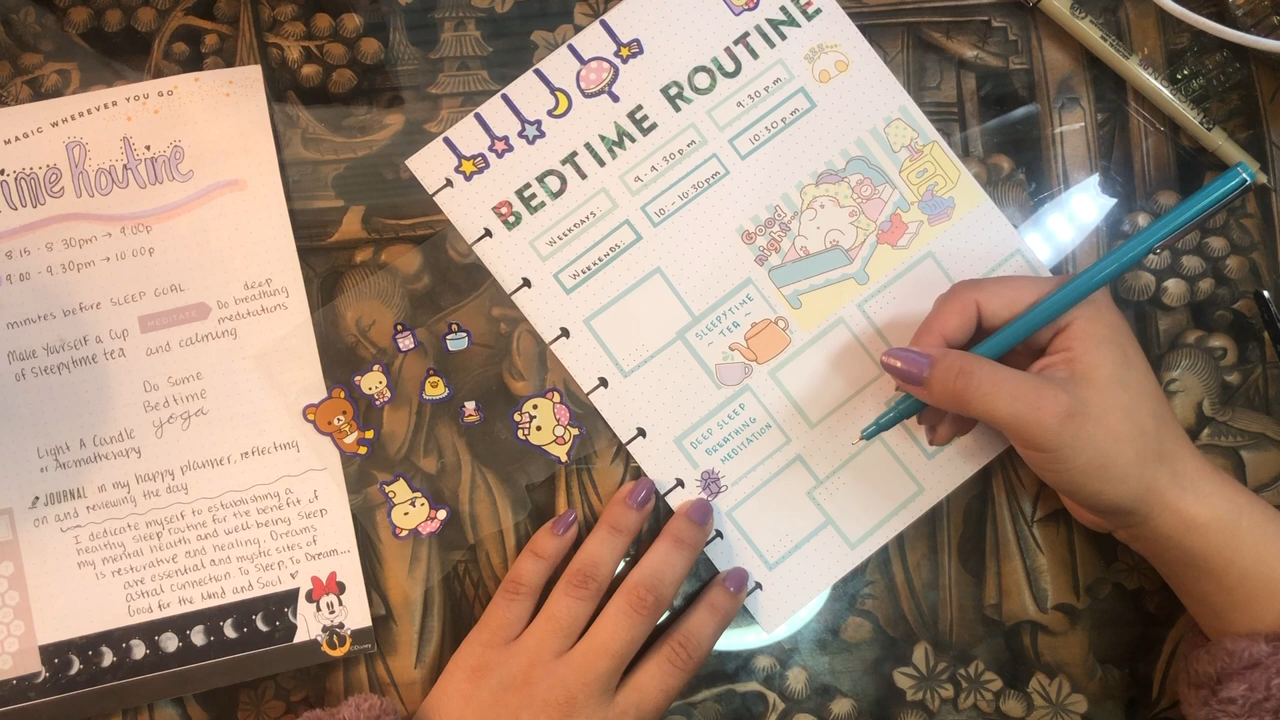 MAGIC WHEREVER YOU GO
ime Routine
8:15 - 8:30pm → 9:00p
9:00 - 9:30pm → 10:00p
minutes before SLEEP GOAL
MEDITATE
deep
Do breathing
meditations
and calming
Make Yourself a Cup
of Sleepytime tea
Do some
Bedtime
yoga
Light A Candle
or Aromatherapy
JOURNAL in my happy planner, reflecting
on and reviewing the day
I dedicate myself to establishing a
healthy sleep routine for the benefit of
my mental health and well-being. Sleep
is restorative and healing. Dreams
are essential and mystic sites of
astral connection. To Sleep, To Dream...
Good for the Mind and Soul ♥
©Disney
BEDTIME ROUTINE
WEEKDAYS: 9-9:30p.m. 9:30p.m.
WEEKENDS: 10:-10:30pm 10:30p.m.
Good
night...
SLEEPYTIME
TEA ~
DEEP SLEEP
BREATHING
MEDITATION